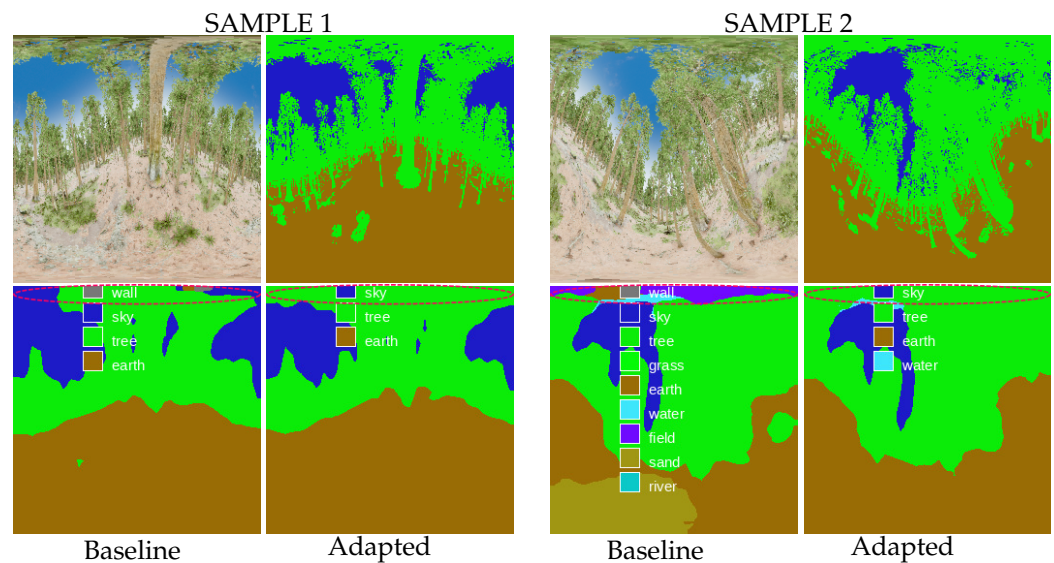 SAMPLE 1
SAMPLE 2
wall
sky
tree
earth
sky
tree
earth
wall
sky
tree
grass
earth
water
field
sand
river
sky
tree
earth
water
Baseline
Adapted
Baseline
Adapted